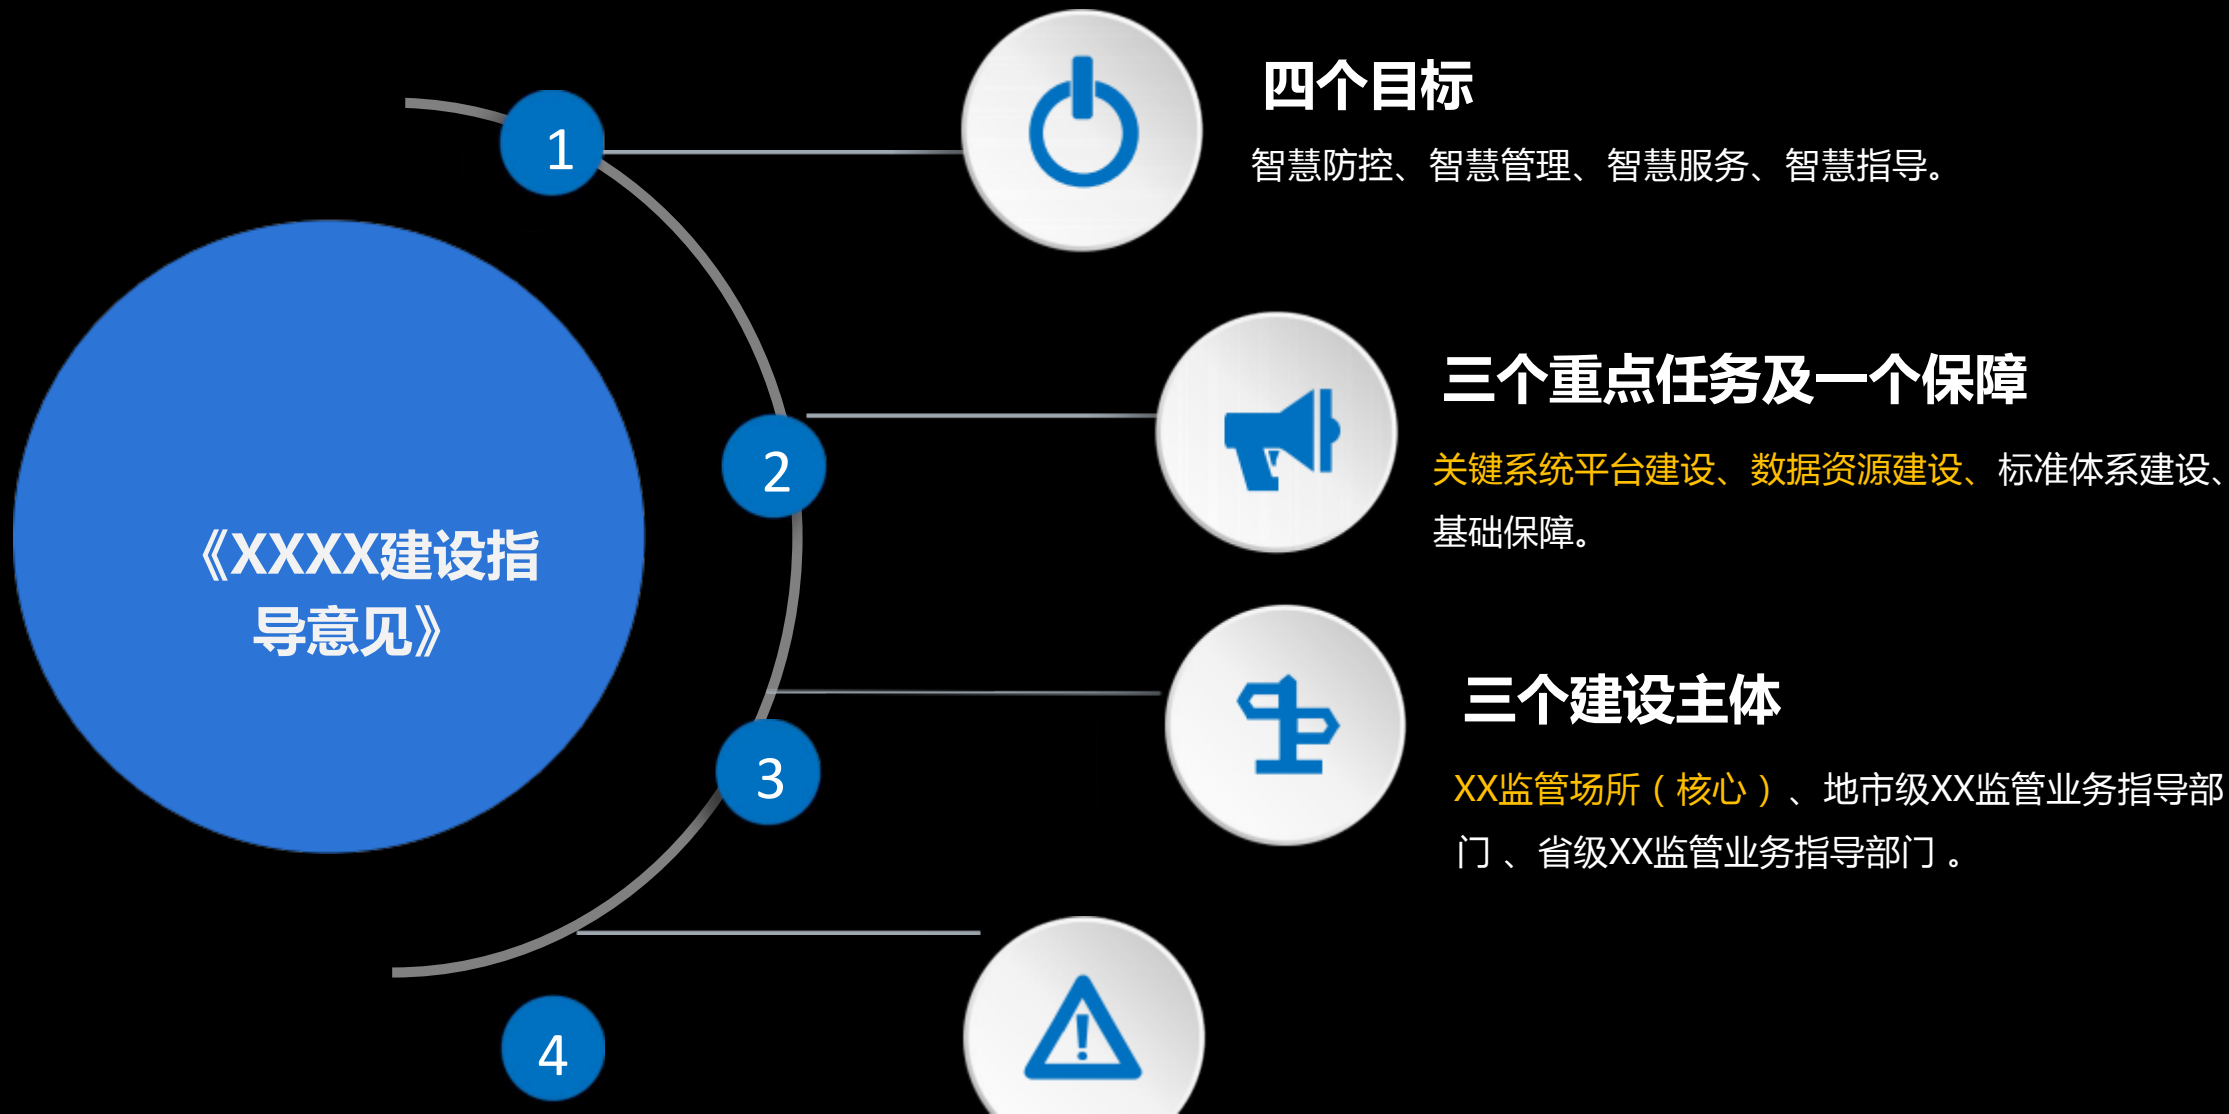 1
四个目标
智慧防控、智慧管理、智慧服务、智慧指导。
《XXXX建设指
导意见》
2
三个重点任务及一个保障
关键系统平台建设、数据资源建设、标准体系建设、
基础保障。
3
三个建设主体
XX监管场所（核心）、地市级XX监管业务指导部
门、省级XX监管业务指导部门。
4